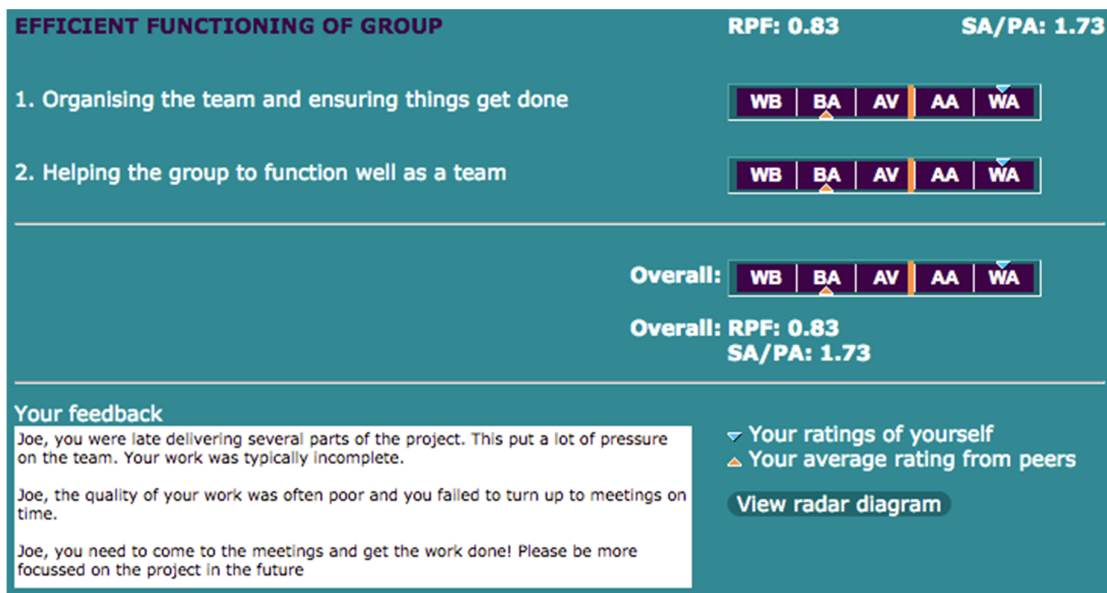 EFFICIENT FUNCTIONING OF GROUP RPF: 0.83 SA/PA: 1.73
1. Organising the team and ensuring things get done WB BA AV AA WA
2. Helping the group to function well as a team WB BA AV AA WA
Overall: WB BA AV AA WA
Overall: RPF: 0.83
SA/PA: 1.73
Your feedback
Joe, you were late delivering several parts of the project. This put a lot of pressure
on the team. Your work was typically incomplete.
Joe, the quality of your work was often poor and you failed to turn up to meetings on
time.
Joe, you need to come to the meetings and get the work done! Please be more
focussed on the project in the future
Your ratings of yourself
Your average rating from peers
View radar diagram